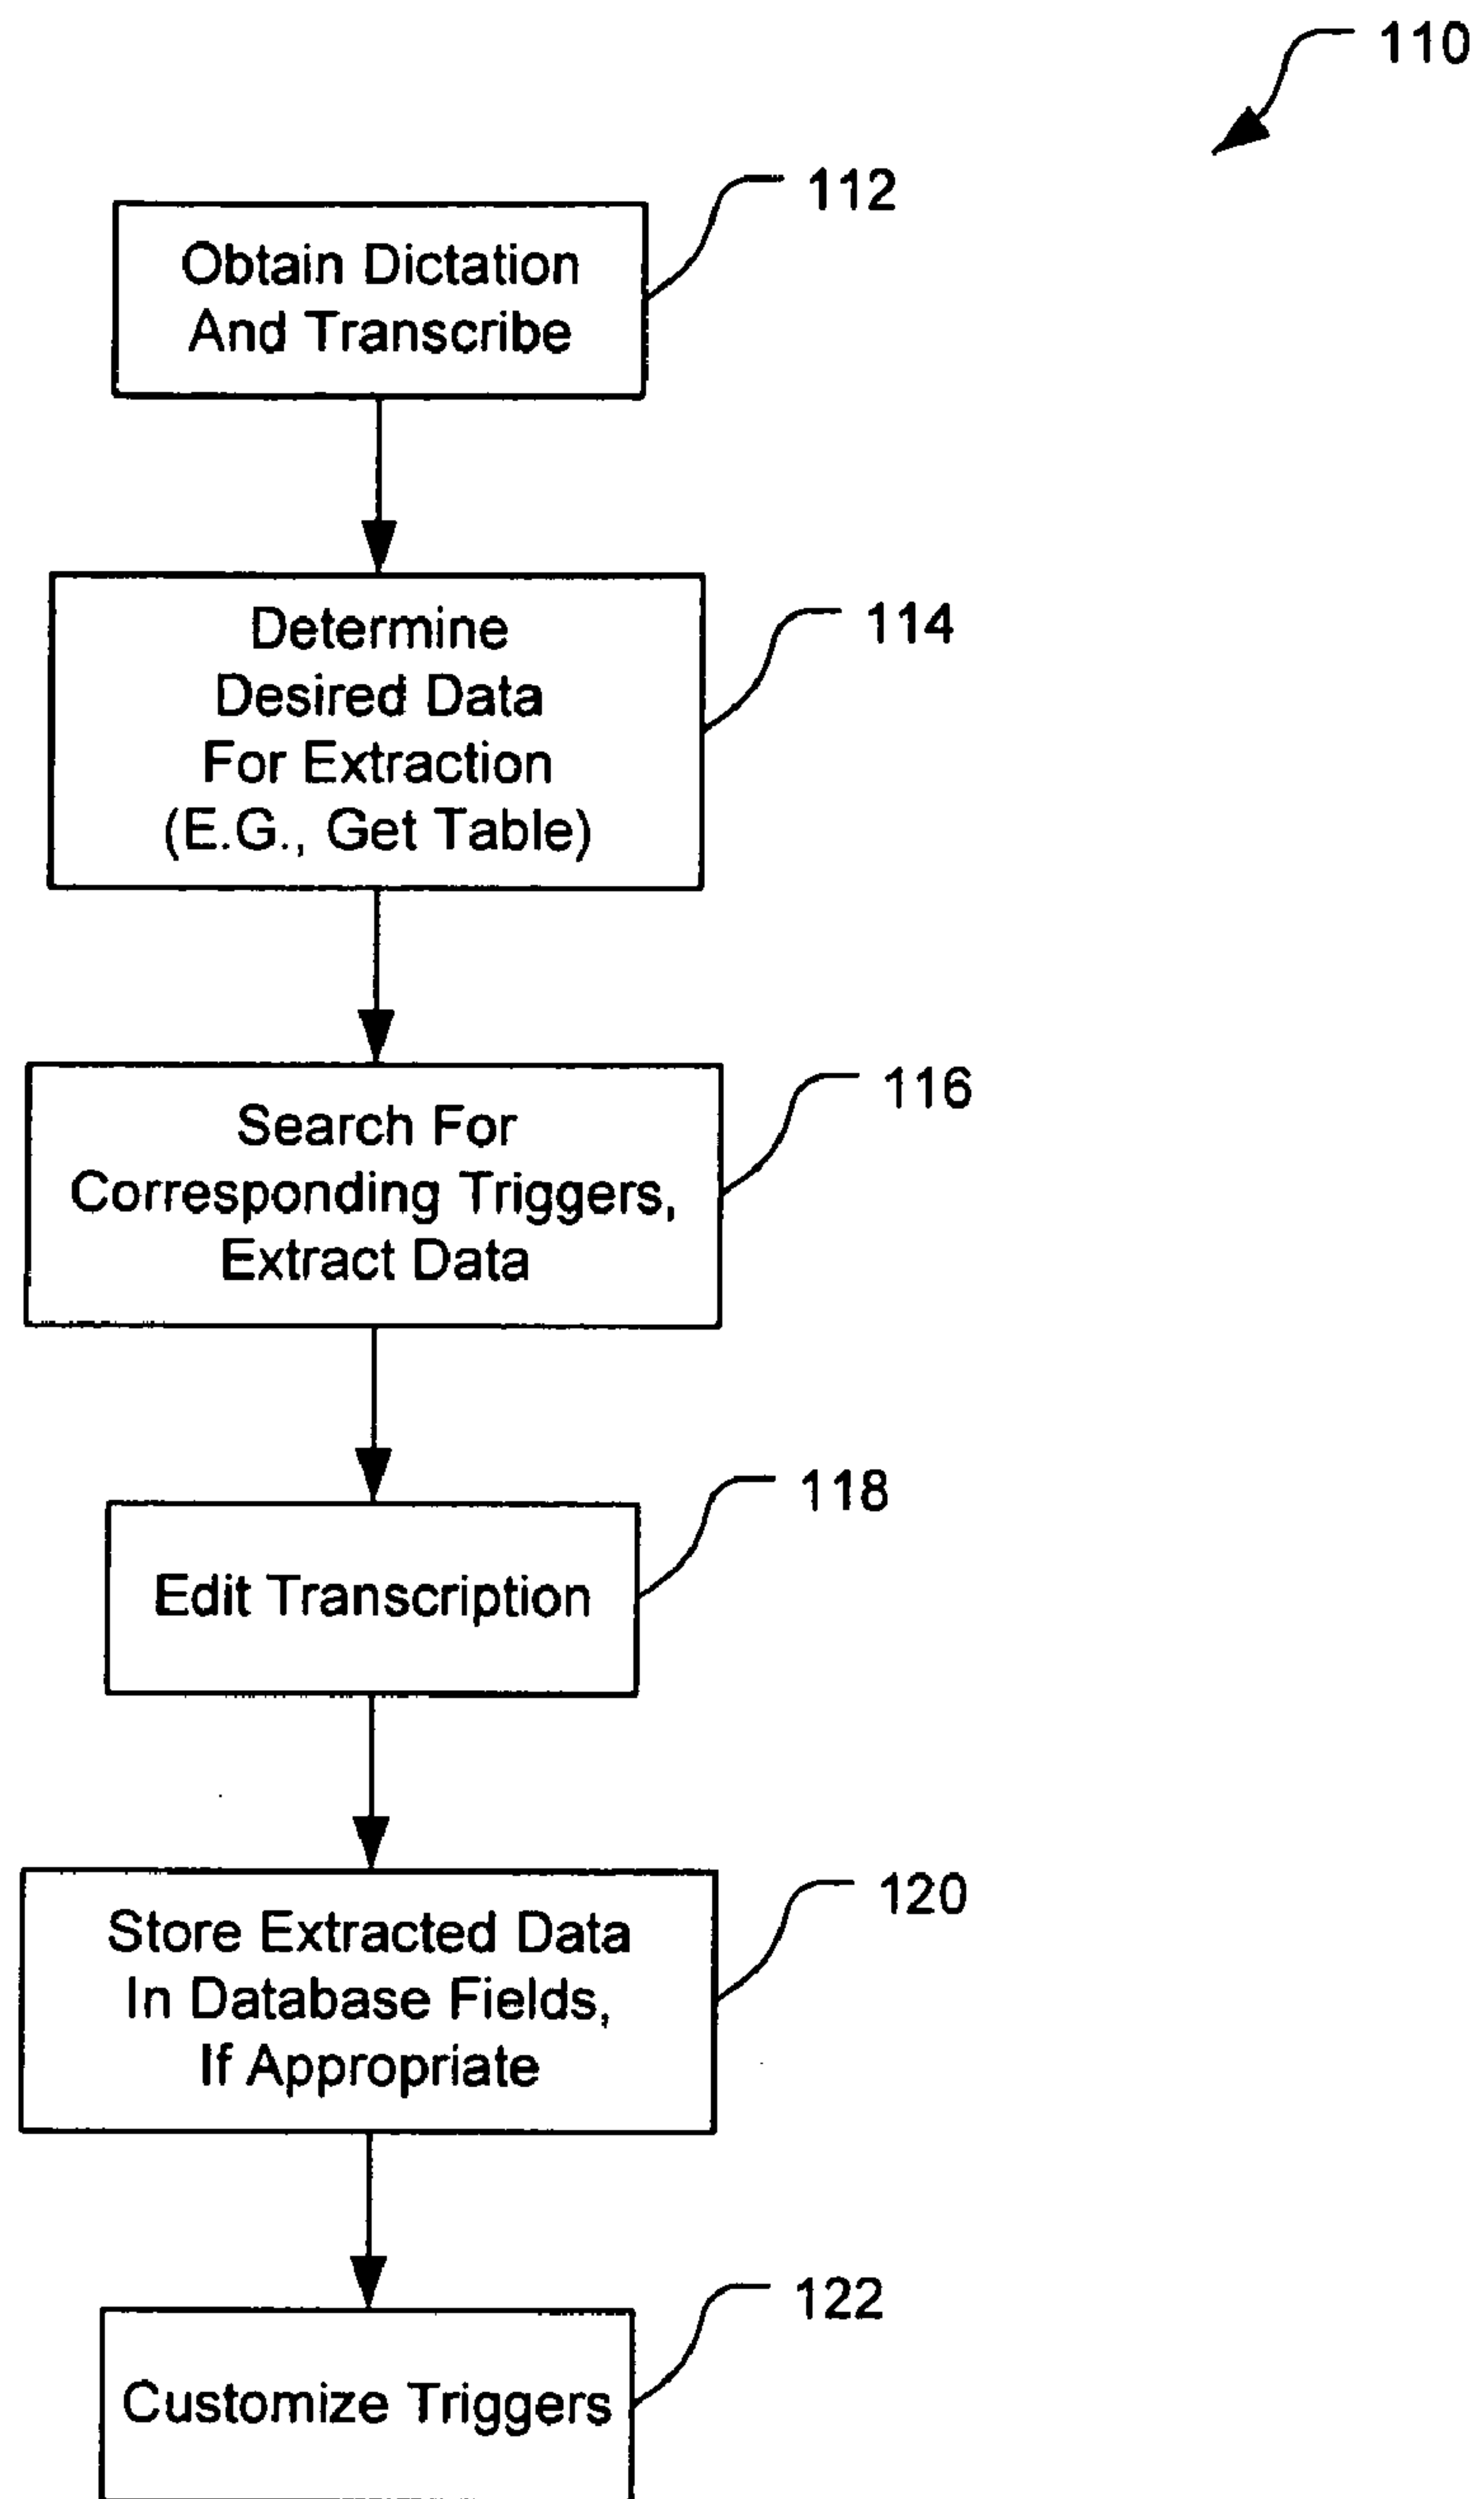 110
112
Obtain Dictation
And Transcribe
114
Determine
Desired Data
For Extraction
(E.G., Get Table)
116
Search For
Corresponding Triggers,
Extract Data
118
Edit Transcription
120
Store Extracted Data
In Database Fields,
If Appropriate
122
Customize Triggers